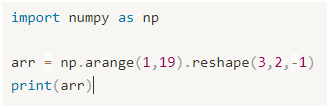 import numpy as np
arr = np.arange(1,19).reshape(3,2,-1)
print(arr)